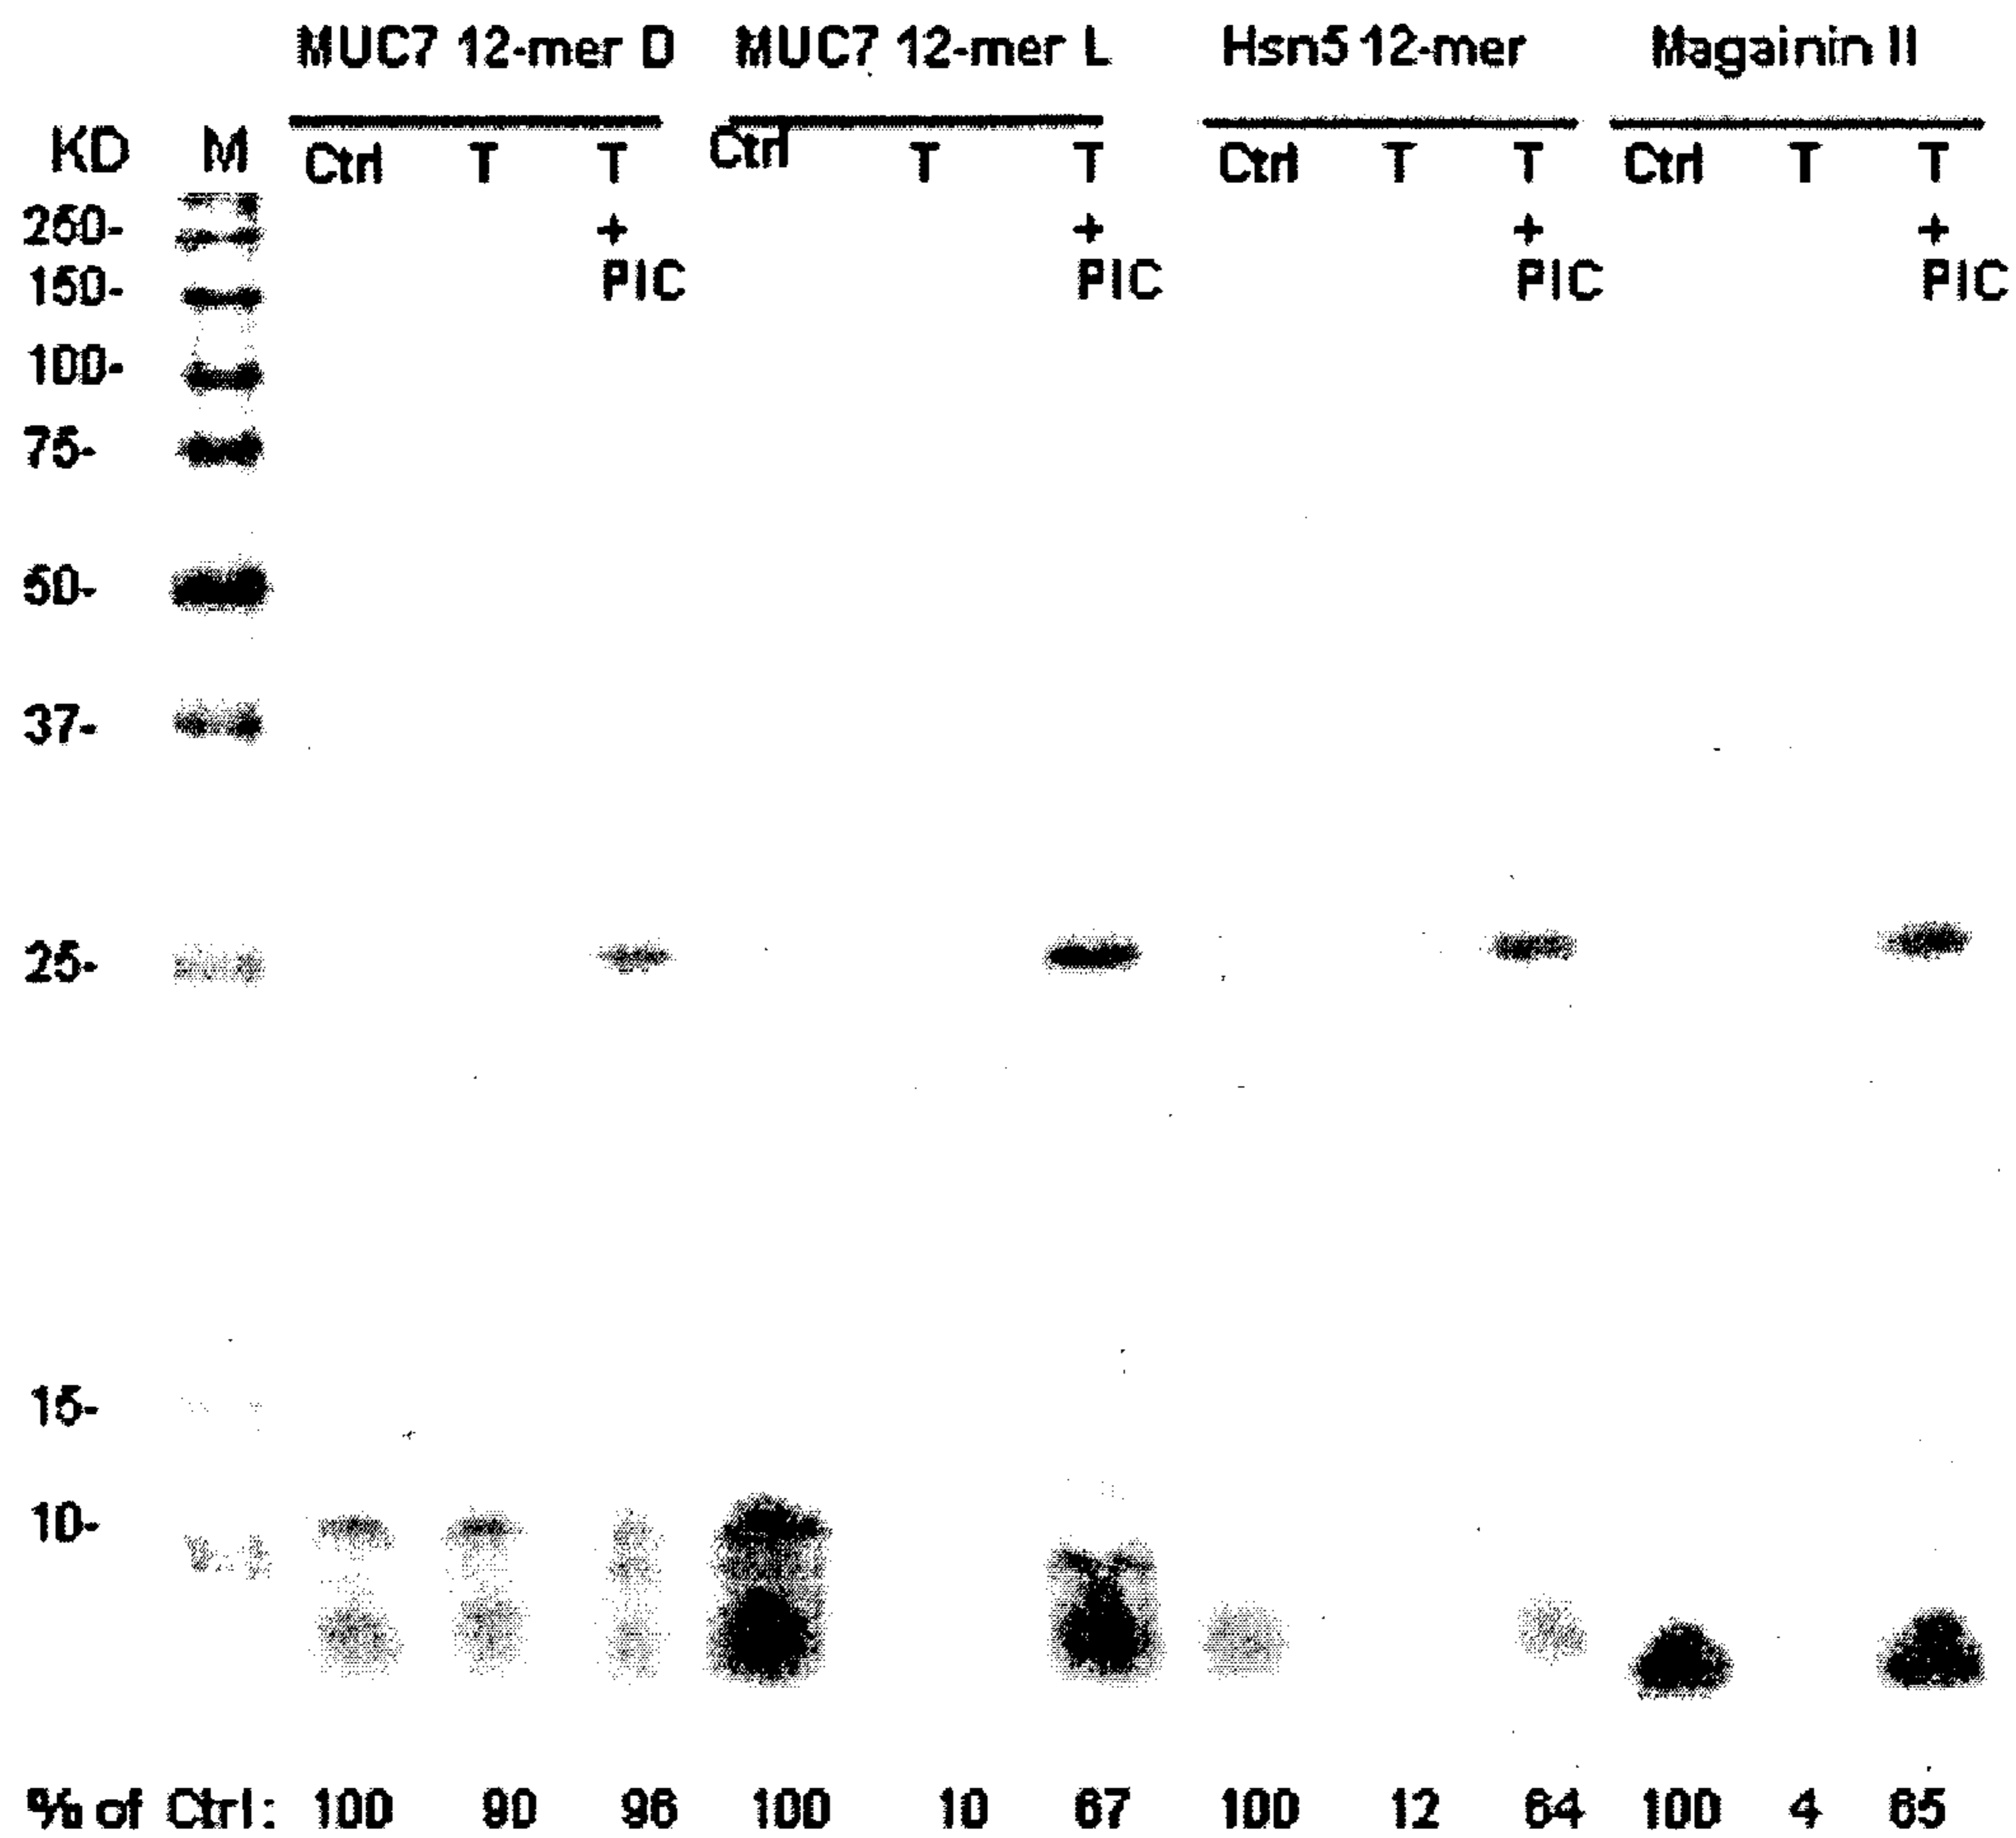 MUC7 12-mer D MUC7 12-mer L Hsn5 12-mer Magainin II
KD M Ctrl T T Ctrl T T Ctrl T T Ctrl T T
250- + + + +
150- PIC PIC PIC PIC
100-
75-
50-
37-
25-
15-
10-
% of Ctrl: 100 90 96 100 10 67 100 12 64 100 4 65